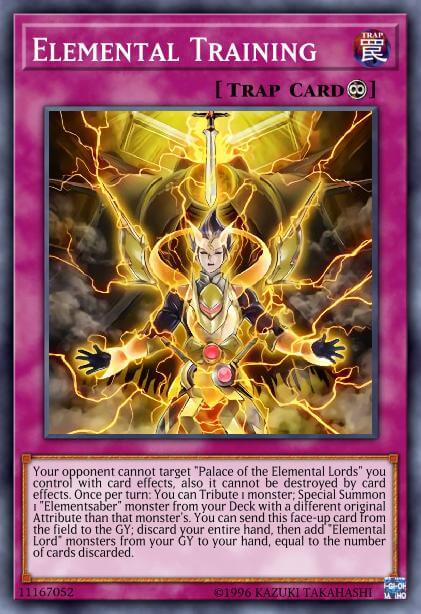 ELEMENTAL TRAINING
TRAP
罠
[TRAP CARD ]
Your opponent cannot target "Palace of the Elemental Lords" you
control with card effects, also it cannot be destroyed by card
effects. Once per turn: You can Tribute 1 monster; Special Summon
1 "Elementsaber" monster from your Deck with a different original
Attribute than that monster's. You can send this face-up card from
the field to the GY; discard your entire hand, then add "Elemental
Lord" monsters from your GY to your hand, equal to the number
of cards discarded.
11167052
©1996 KAZUKI TAKAHASHI